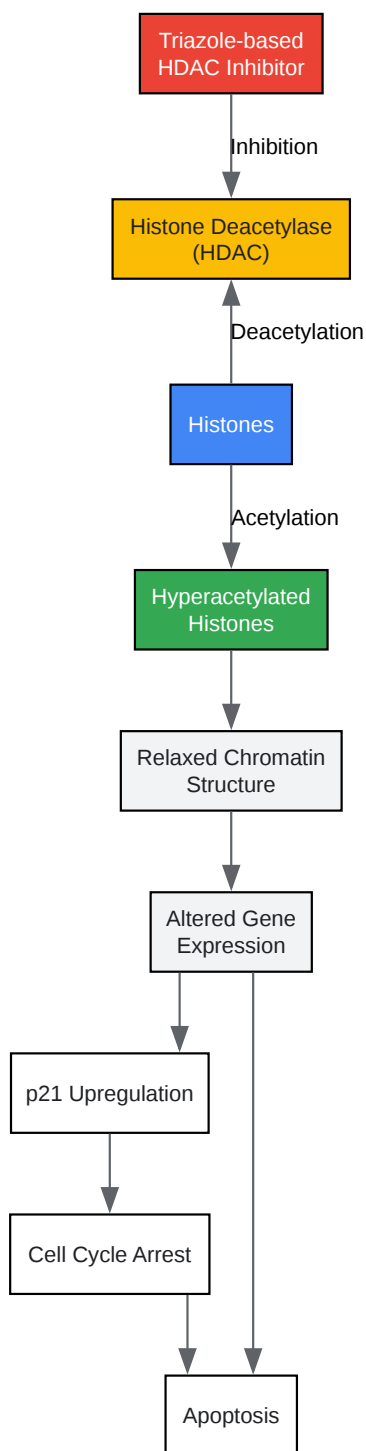 Triazole-based
HDAC Inhibitor
Inhibition
Histone Deacetylase
(HDAC)
Deacetylation
Histones
Acetylation
Hyperacetylated
Histones
Relaxed Chromatin
Structure
Altered Gene
Expression
p21 Upregulation
Cell Cycle Arrest
Apoptosis